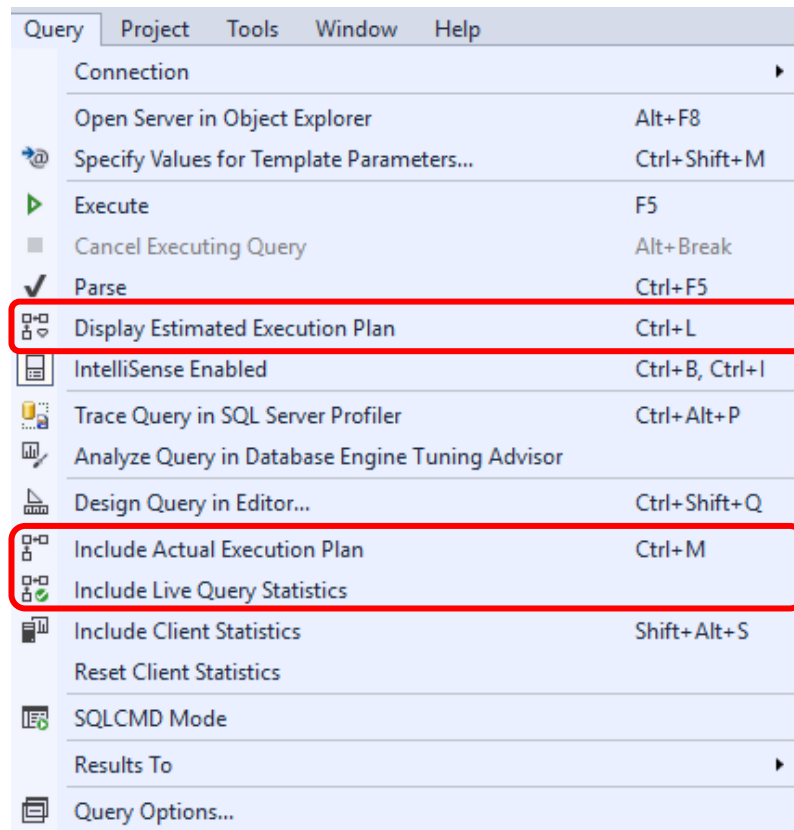 Query Project Tools Window Help
Connection
Open Server in Object Explorer Alt+F8
Specify Values for Template Parameters... Ctrl+Shift+M
Execute F5
Cancel Executing Query Alt+Break
Parse Ctrl+F5
Display Estimated Execution Plan Ctrl+L
IntelliSense Enabled Ctrl+B, Ctrl+I
Trace Query in SQL Server Profiler Ctrl+Alt+P
Analyze Query in Database Engine Tuning Advisor
Design Query in Editor... Ctrl+Shift+Q
Include Actual Execution Plan Ctrl+M
Include Live Query Statistics
Include Client Statistics Shift+Alt+S
Reset Client Statistics
SQLCMD Mode
Results To
Query Options...